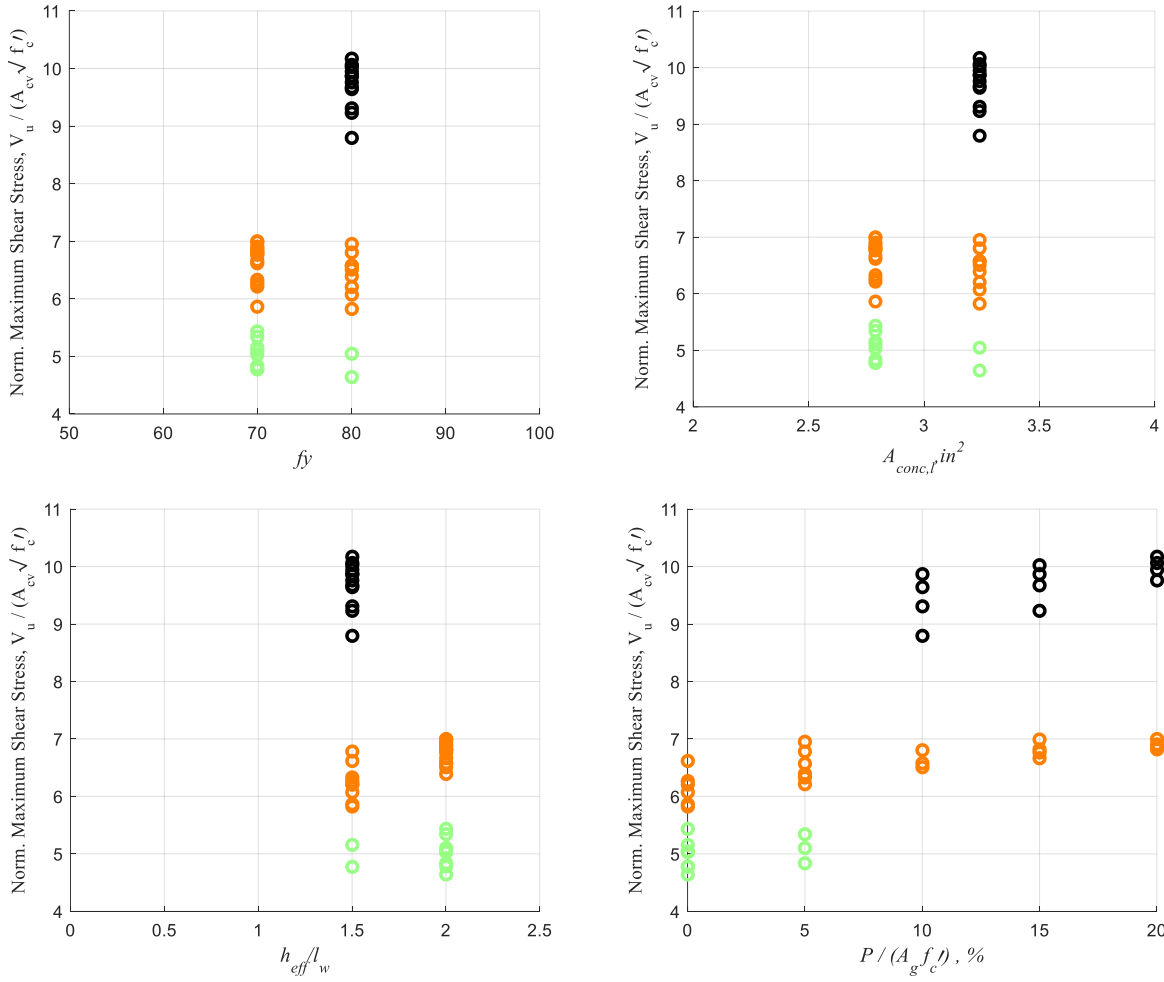 Norm. Maximum Shear Stress, V_u / (A_cv √ f_c′)
11
10
9
8
7
6
5
4
50 60 70 80 90 100
fy
Norm. Maximum Shear Stress, V_u / (A_cv √ f_c′)
11
10
9
8
7
6
5
4
2 2.5 3 3.5 4
A_conc,l, in²
Norm. Maximum Shear Stress, V_u / (A_cv √ f_c′)
11
10
9
8
7
6
5
4
0 0.5 1 1.5 2 2.5
h_eff/l_w
Norm. Maximum Shear Stress, V_u / (A_cv √ f_c′)
11
10
9
8
7
6
5
4
0 5 10 15 20
P / (A_g f_c′) , %